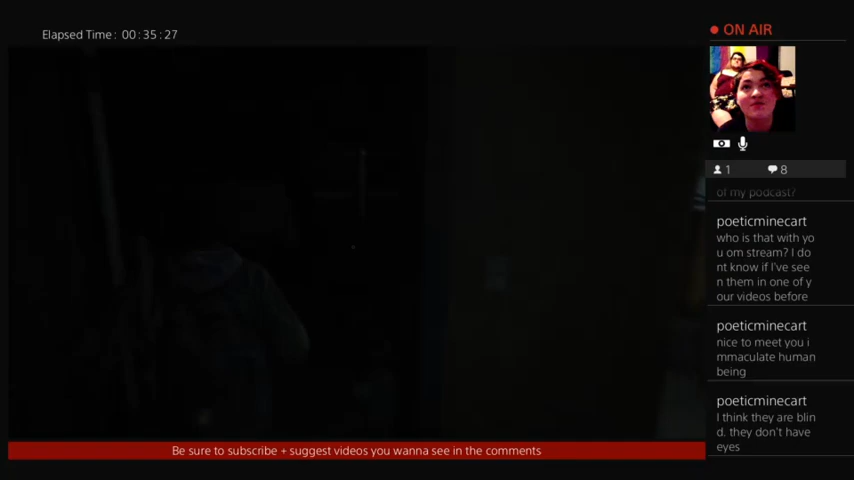 Elapsed Time: 00:35:27
ON AIR
1
8
of my podcast?
poeticminecart
who is that with yo
u om stream? I do
nt know if I've see
n them in one of y
our videos before
poeticminecart
nice to meet you i
mmaculate human
being
poeticminecart
I think they are blin
d. they don't have
eyes
Be sure to subscribe + suggest videos you wanna see in the comments